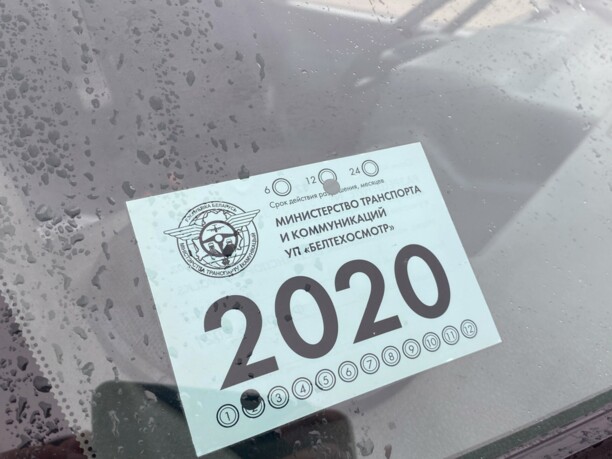 6 12 24
Срок действия разрешения, месяцев
МИНИСТЕРСТВО ТРАНСПОРТА
И КОММУНИКАЦИЙ
УП «БЕЛТЕХОСМОТР»
2020
1 3 4 5 6 7 8 9 10 11 12